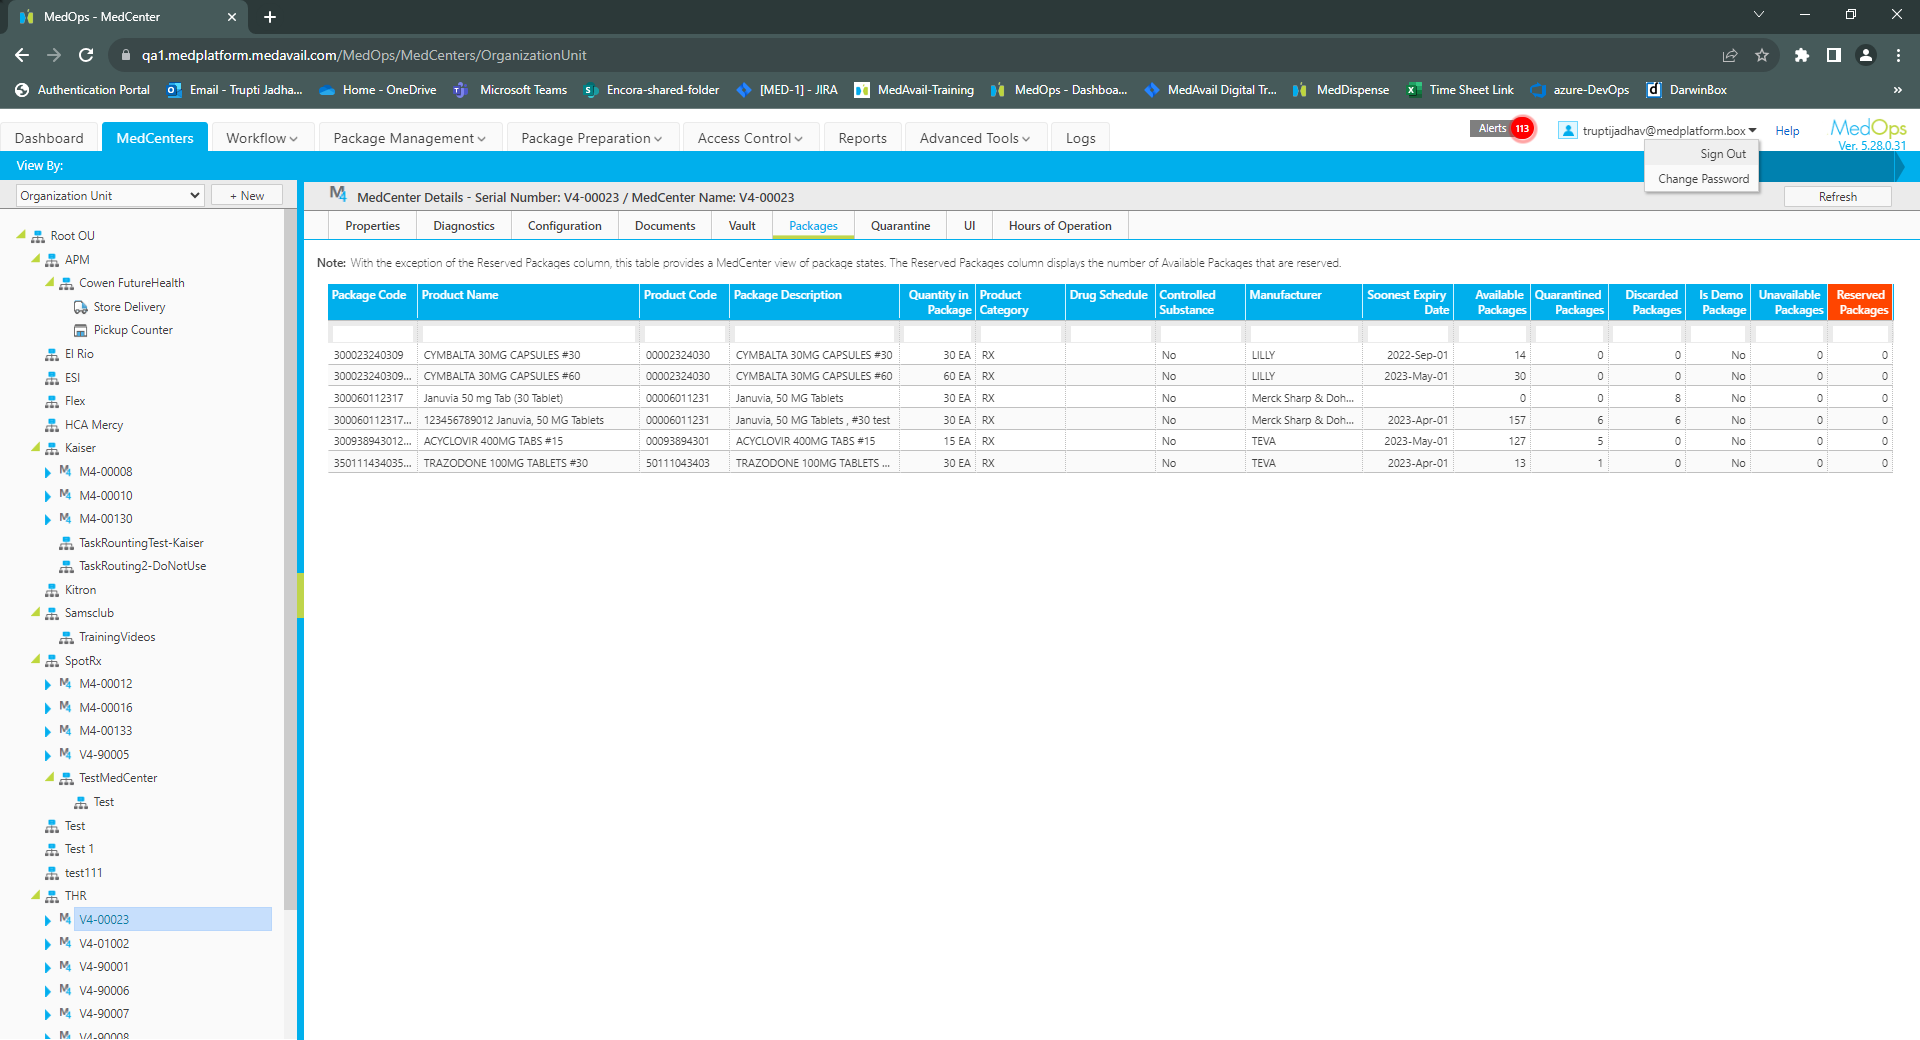 MedOps - MedCenter
qa1.medplatform.medavail.com/MedOps/MedCenters/OrganizationUnit
Authentication Portal Email - Trupti Jadha... Home - OneDrive Microsoft Teams Encora-shared-folder [MED-1] - JIRA MedAvail-Training MedOps - Dashboa... MedAvail Digital Tr... MedDispense Time Sheet Link azure-DevOps DarwinBox »
Dashboard MedCenters Workflow Package Management Package Preparation Access Control Reports Advanced Tools Logs
Alerts 113 truptijadhav@medplatform.box Help MedOps
Ver. 5.28.0.31
Sign Out
Change Password
View By:
Organization Unit + New
MedCenter Details - Serial Number: V4-00023 / MedCenter Name: V4-00023 Refresh
Properties Diagnostics Configuration Documents Vault Packages Quarantine UI Hours of Operation
Note: With the exception of the Reserved Packages column, this table provides a MedCenter view of package states. The Reserved Packages column displays the number of Available Packages that are reserved.
Package Code Product Name Product Code Package Description Quantity in Package Product Category Drug Schedule Controlled Substance Manufacturer Soonest Expiry Date Available Packages Quarantined Packages Discarded Packages Is Demo Package Unavailable Packages Reserved Packages
300023240309 CYMBALTA 30MG CAPSULES #30 00002324030 CYMBALTA 30MG CAPSULES #30 30 EA RX No LILLY 2022-Sep-01 14 0 0 No 0 0
300023240309... CYMBALTA 30MG CAPSULES #60 00002324030 CYMBALTA 30MG CAPSULES #60 60 EA RX No LILLY 2023-May-01 30 0 0 No 0 0
300060112317 Januvia 50 mg Tab (30 Tablet) 00006011231 Januvia, 50 MG Tablets 30 EA RX No Merck Sharp & Doh... 0 0 8 No 0 0
300060112317... 123456789012 Januvia, 50 MG Tablets 00006011231 Januvia, 50 MG Tablets , #30 test 30 EA RX No Merck Sharp & Doh... 2023-Apr-01 157 6 6 No 0 0
300938943012... ACYCLOVIR 400MG TABS #15 00093894301 ACYCLOVIR 400MG TABS #15 15 EA RX No TEVA 2023-May-01 127 5 0 No 0 0
350111434035... TRAZODONE 100MG TABLETS #30 50111043403 TRAZODONE 100MG TABLETS ... 30 EA RX No TEVA 2023-Apr-01 13 1 0 No 0 0
Root OU
APM
Cowen FutureHealth
Store Delivery
Pickup Counter
El Rio
ESI
Flex
HCA Mercy
Kaiser
M4-00008
M4-00010
M4-00130
TaskRountingTest-Kaiser
TaskRouting2-DoNotUse
Kitron
Samsclub
TrainingVideos
SpotRx
M4-00012
M4-00016
M4-00133
V4-90005
TestMedCenter
Test
Test
Test 1
test111
THR
V4-00023
V4-01002
V4-90001
V4-90006
V4-90007
V4-90008